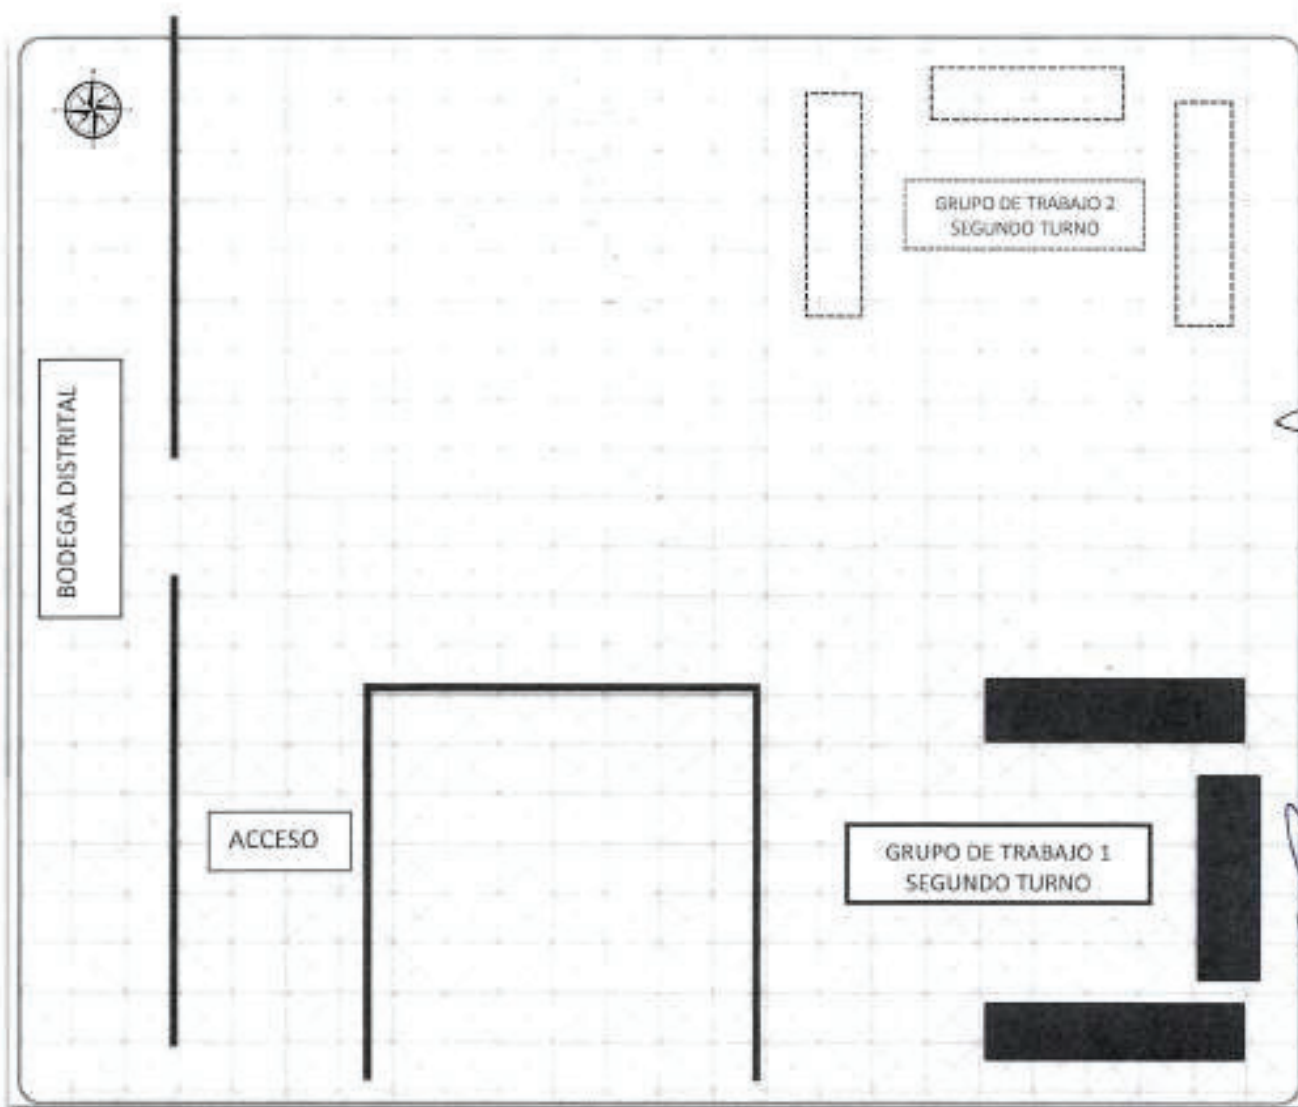 GRUPO DE TRABAJO 2
SEGUNDO TURNO
BODEGA DISTRITAL
ACCESO
GRUPO DE TRABAJO 1
SEGUNDO TURNO